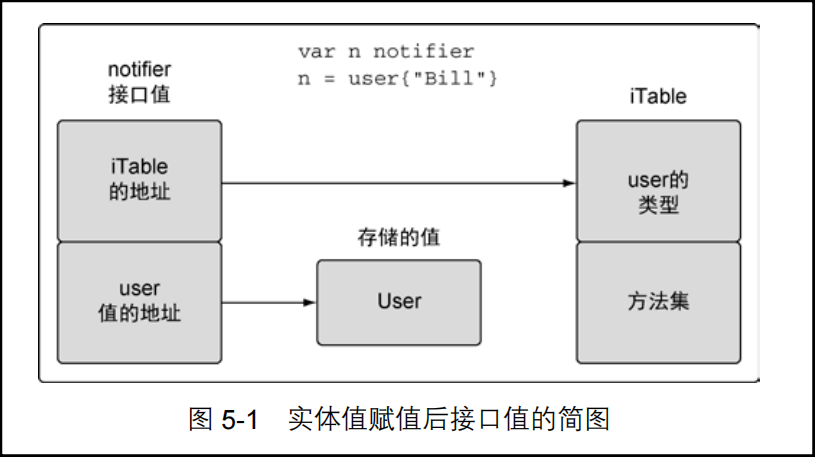 var n notifier
n = user{"Bill"}
notifier
接口值
iTable
iTable
的地址
user的
类型
存储的值
user
值的地址
User
方法集
图 5-1 实体值赋值后接口值的简图